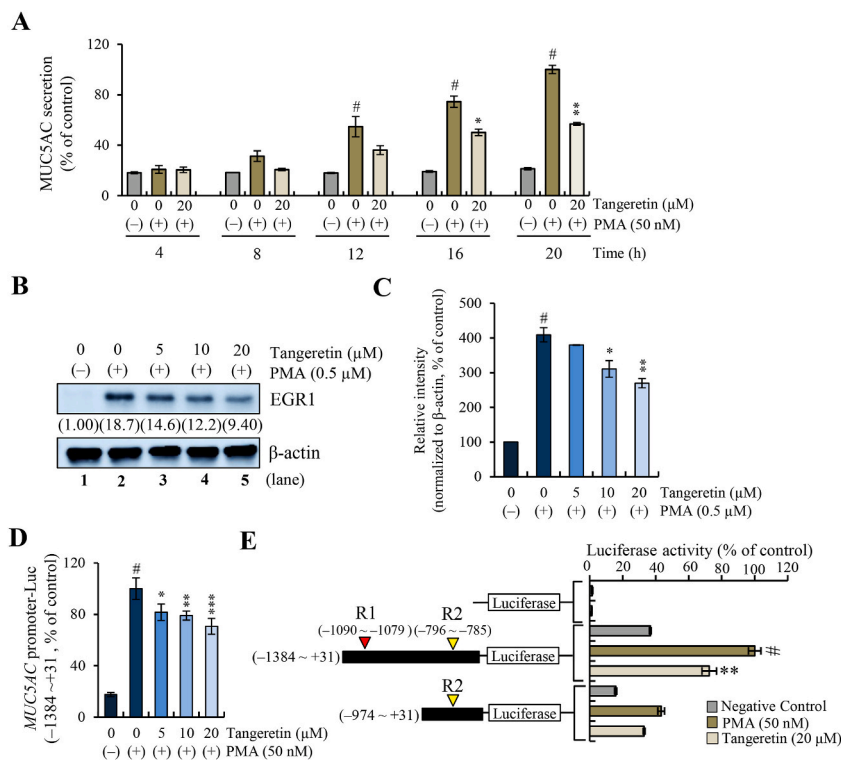 A
MUC5AC secretion
(% of control)
120
80
40
0
#
#
*
#
**
0 0 20 0 0 20 0 0 20 0 0 20 0 0 20 Tangeretin (μM)
(−) (+) (+) (−) (+) (+) (−) (+) (+) (−) (+) (+) (−) (+) (+) PMA (50 nM)
4 8 12 16 20 Time (h)
B
0 0 5 10 20 Tangeretin (μM)
(−) (+) (+) (+) (+) PMA (0.5 μM)
EGR1
(1.00)(18.7)(14.6)(12.2)(9.40)
β-actin
1 2 3 4 5 (lane)
C
Relative intensity
(normalized to β-actin, % of control)
500
400
300
200
100
0
#
*
**
0 0 5 10 20 Tangeretin (μM)
(−) (+) (+) (+) (+) PMA (0.5 μM)
D
MUC5AC promoter-Luc
(−1384 ~+31 , % of control)
120
80
40
0
#
*
**
***
0 0 5 10 20 Tangeretin (μM)
(−) (+) (+) (+) (+) PMA (50 nM)
E
Luciferase activity (% of control)
0 20 40 60 80 100 120
Luciferase
R1 R2
(−1090 ~ −1079) (−796 ~ −785)
(−1384 ~ +31) Luciferase
#
**
R2
(−974 ~ +31) Luciferase
Negative Control
PMA (50 nM)
Tangeretin (20 μM)